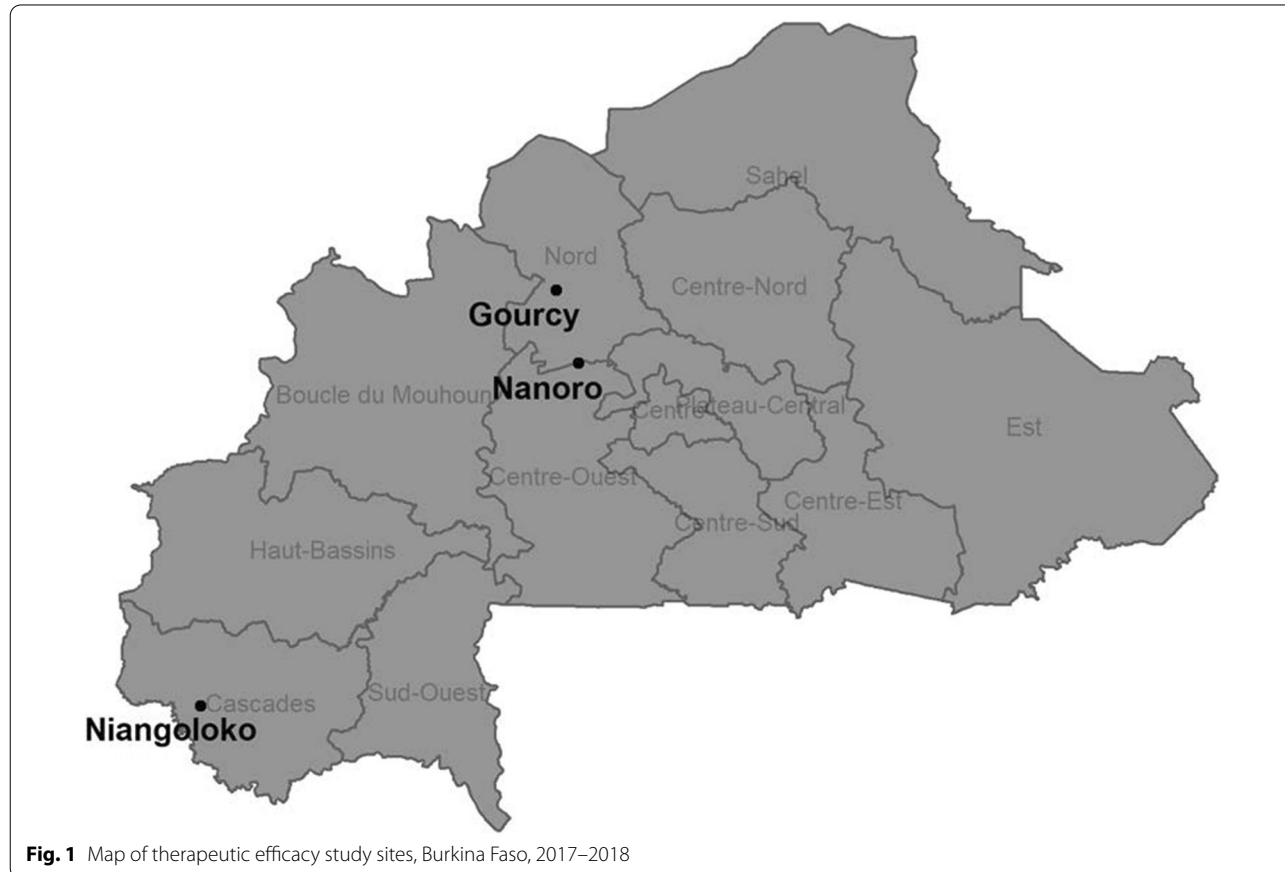 Sahel
Nord
Centre-Nord
Gourcy
Nanoro
Boucle du Mouhoun
Centre
Plateau-Central
Est
Centre-Ouest
Centre-Est
Centre-Sud
Haut-Bassins
Sud-Ouest
Cascades
Niangoloko
Fig. 1 Map of therapeutic efficacy study sites, Burkina Faso, 2017–2018